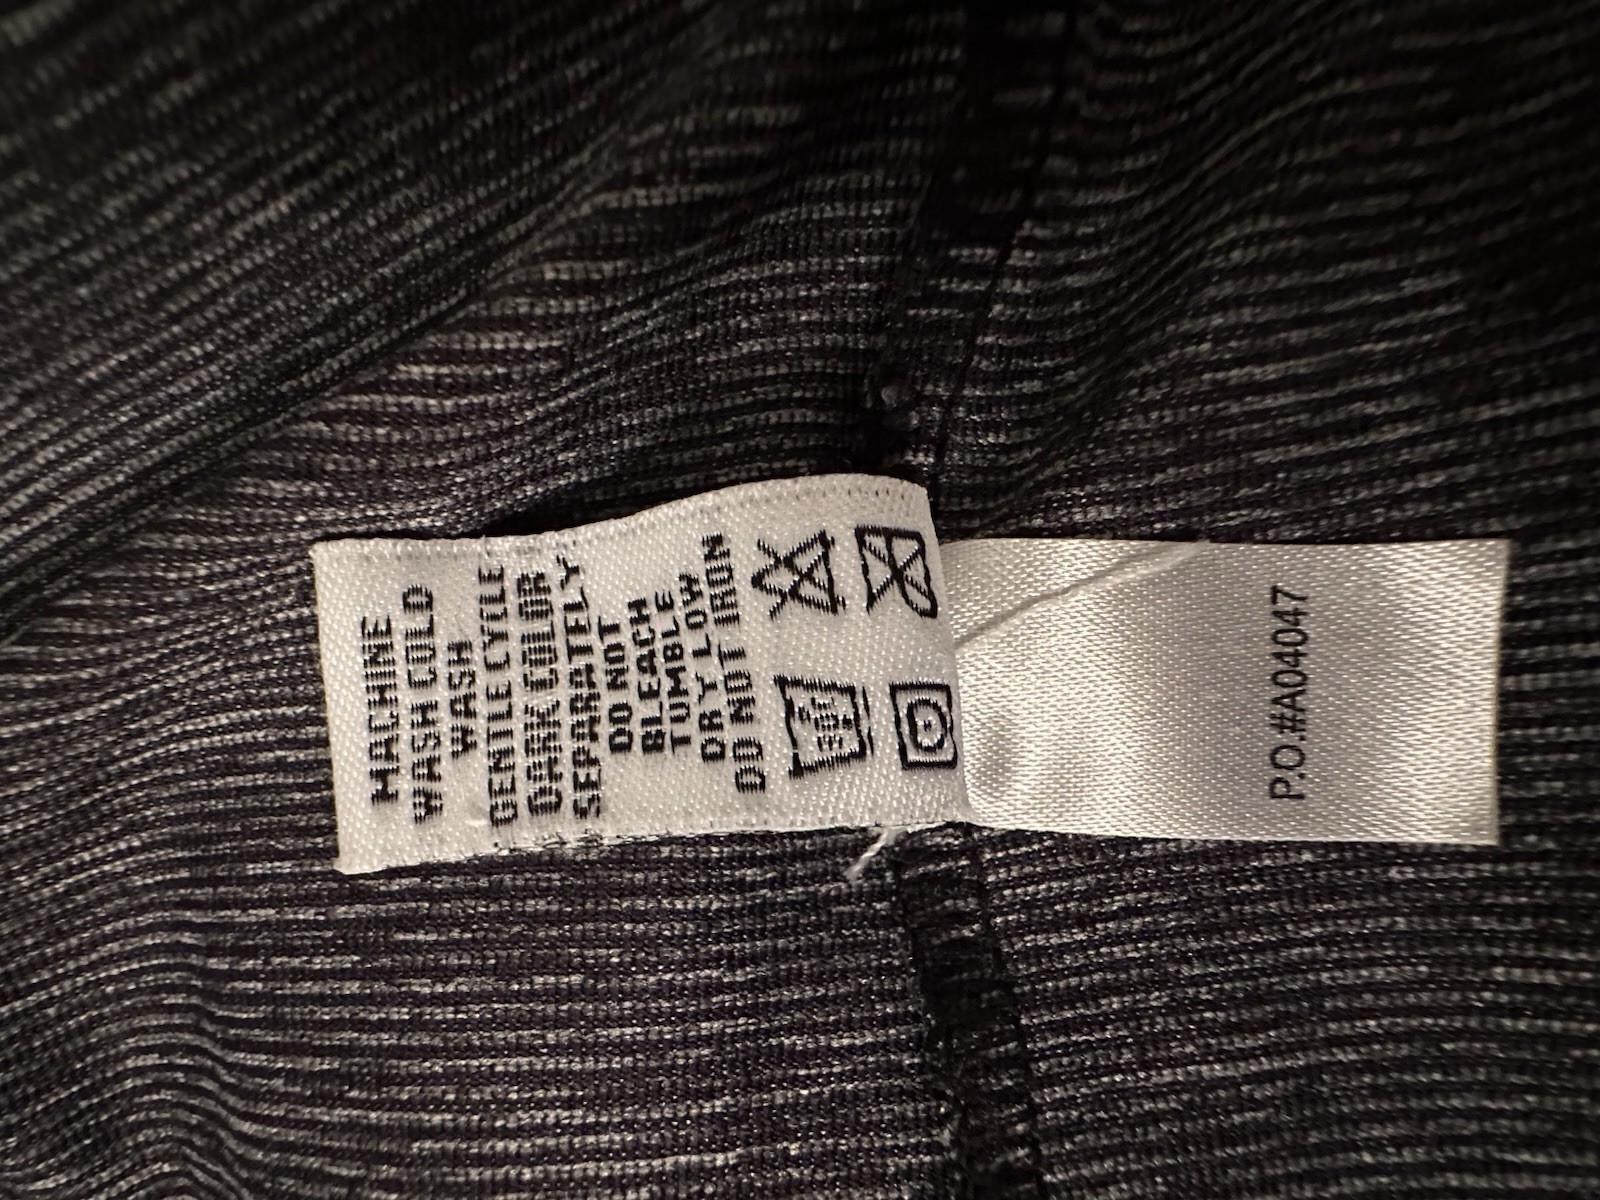 MACHINE
WASH COLD
WASH
GENTLE CYCLE
DARK COLOR
SEPARATELY
DO NOT
BLEACH
TUMBLE
DRY LOW
DO NOT IRON
P.O.#A04047